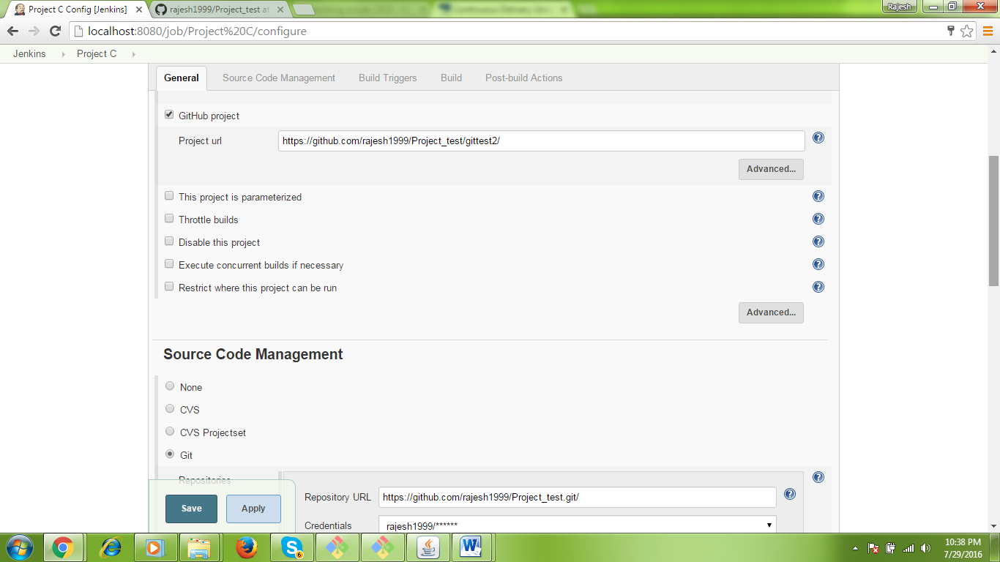 Project C Config [Jenkins]
rajesh1999/Project_test at
Rajesh
localhost:8080/job/Project%20C/configure
Jenkins
Project C
General
Source Code Management
Build Triggers
Build
Post-build Actions
GitHub project
Project url
https://github.com/rajesh1999/Project_test/gittest2/
Advanced...
This project is parameterized
Throttle builds
Disable this project
Execute concurrent builds if necessary
Restrict where this project can be run
Advanced...
Source Code Management
None
CVS
CVS Projectset
Git
Repositories
Repository URL
https://github.com/rajesh1999/Project_test.git/
Save
Apply
Credentials
rajesh1999/******
6
10:38 PM
7/29/2016